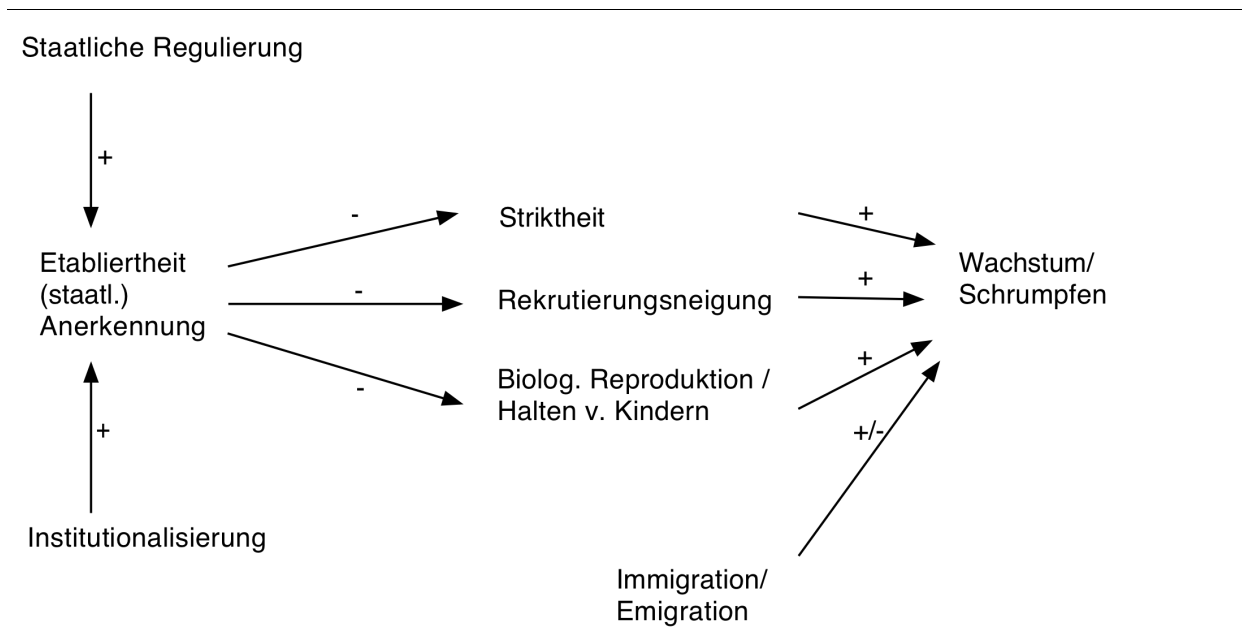 Staatliche Regulierung
+
Etabliertheit
(staatl.)
Anerkennung
+
Institutionalisierung
-
-
-
Striktheit
Rekrutierungsneigung
Biolog. Reproduktion /
Halten v. Kindern
+
+
+
+/-
Immigration/
Emigration
Wachstum/
Schrumpfen